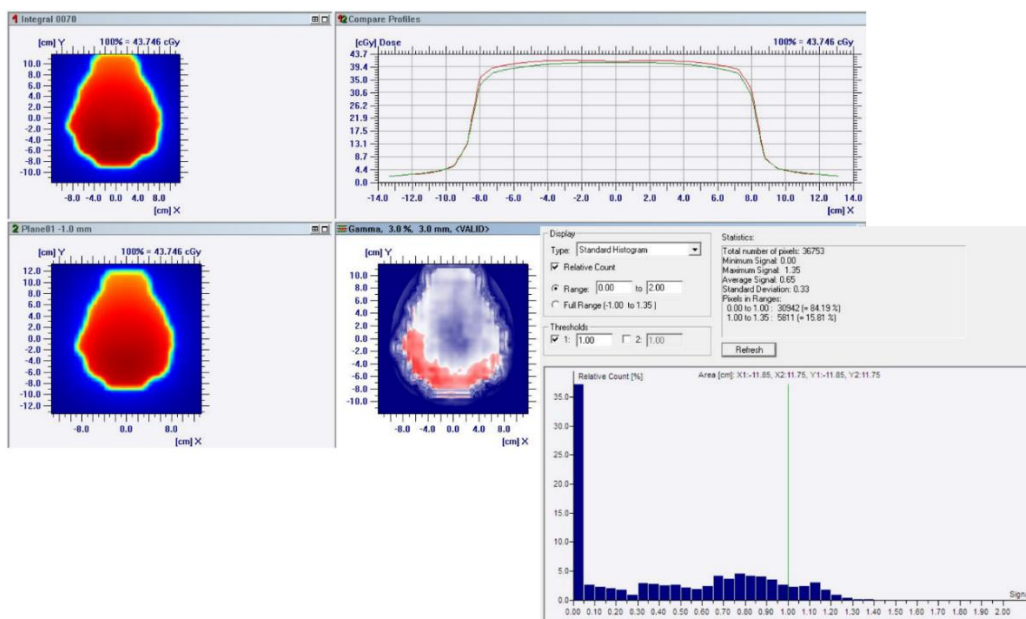 1 Integral 0070
[cm] Y
100% = 43.746 cGy
10.0
8.0
6.0
4.0
2.0
0.0
-2.0
-4.0
-6.0
-8.0
-10.0
-8.0 -4.0 0.0 4.0 8.0
[cm] X
12 Compare Profiles
[cGy] Dose
100% = 43.746 cGy
43.7
39.4
35.0
30.6
26.2
21.9
17.5
13.1
8.7
4.4
0.0
-14.0 -12.0 -10.0 -8.0 -6.0 -4.0 -2.0 0.0 2.0 4.0 6.0 8.0 10.0 12.0 14.0
[cm] X
2 Plane01 -1.0 mm
[cm] Y
100% = 43.746 cGy
12.0
10.0
8.0
6.0
4.0
2.0
0.0
-2.0
-4.0
-6.0
-8.0
-10.0
-12.0
-12.0 -8.0 -4.0 0.0 4.0 8.0 12.0
[cm] X
Gamma, 3.0 %, 3.0 mm, <VALID>
[cm] Y
12.0
10.0
8.0
6.0
4.0
2.0
0.0
-2.0
-4.0
-6.0
-8.0
-10.0
-8.0 -4.0 0.0 4.0 8.0
[cm] X
Display
Type: Standard Histogram
Relative Count
Range: 0.00 to 2.00
Full Range (-1.00 to 1.35 )
Thresholds
1: 1.00 2: 1.00
Statistics:
Total number of pixels: 36753
Minimum Signal: 0.00
Maximum Signal: 1.35
Average Signal: 0.65
Standard Deviation: 0.33
Pixels in Ranges:
0.00 to 1.00 : 30942 (= 84.19 %)
1.00 to 1.35 : 5811 (= 15.81 %)
Refresh
Relative Count [%]
Area [cm]: X1:-11.85, X2:11.75, Y1:-11.85, Y2:11.75
35.0
30.0
25.0
20.0
15.0
10.0
5.0
0.0
0.00 0.10 0.20 0.30 0.40 0.50 0.60 0.70 0.80 0.90 1.00 1.10 1.20 1.30 1.40 1.50 1.60 1.70 1.80 1.90 2.00
Signa